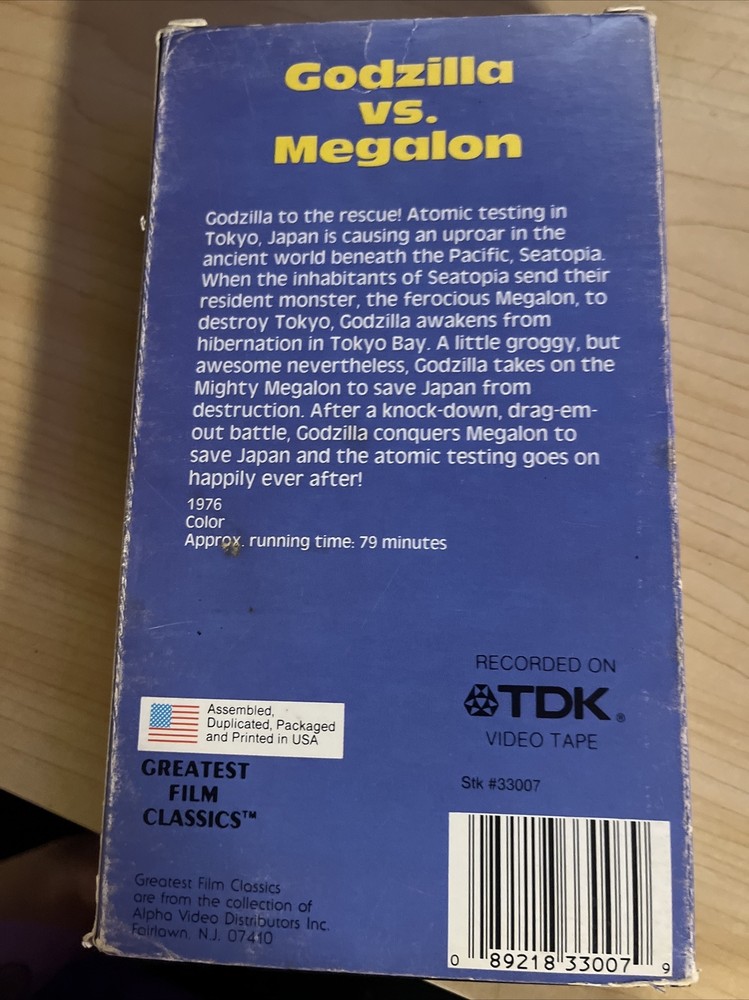 Godzilla
vs.
Megalon
Godzilla to the rescue! Atomic testing in
Tokyo, Japan is causing an uproar in the
ancient world beneath the Pacific, Seatopia.
When the inhabitants of Seatopia send their
resident monster, the ferocious Megalon, to
destroy Tokyo, Godzilla awakens from
hibernation in Tokyo Bay. A little groggy, but
awesome nevertheless, Godzilla takes on the
Mighty Megalon to save Japan from
destruction. After a knock-down, drag-em-
out battle, Godzilla conquers Megalon to
save Japan and the atomic testing goes on
happily ever after!
1976
Color
Approx. running time: 79 minutes
RECORDED ON
TDK®
VIDEO TAPE
Assembled,
Duplicated, Packaged
and Printed in USA
GREATEST
FILM
CLASSICS™
Stk #33007
Greatest Film Classics
are from the collection of
Alpha Video Distributors Inc.
Fairlawn, N.J. 07410
0 89218 33007 9